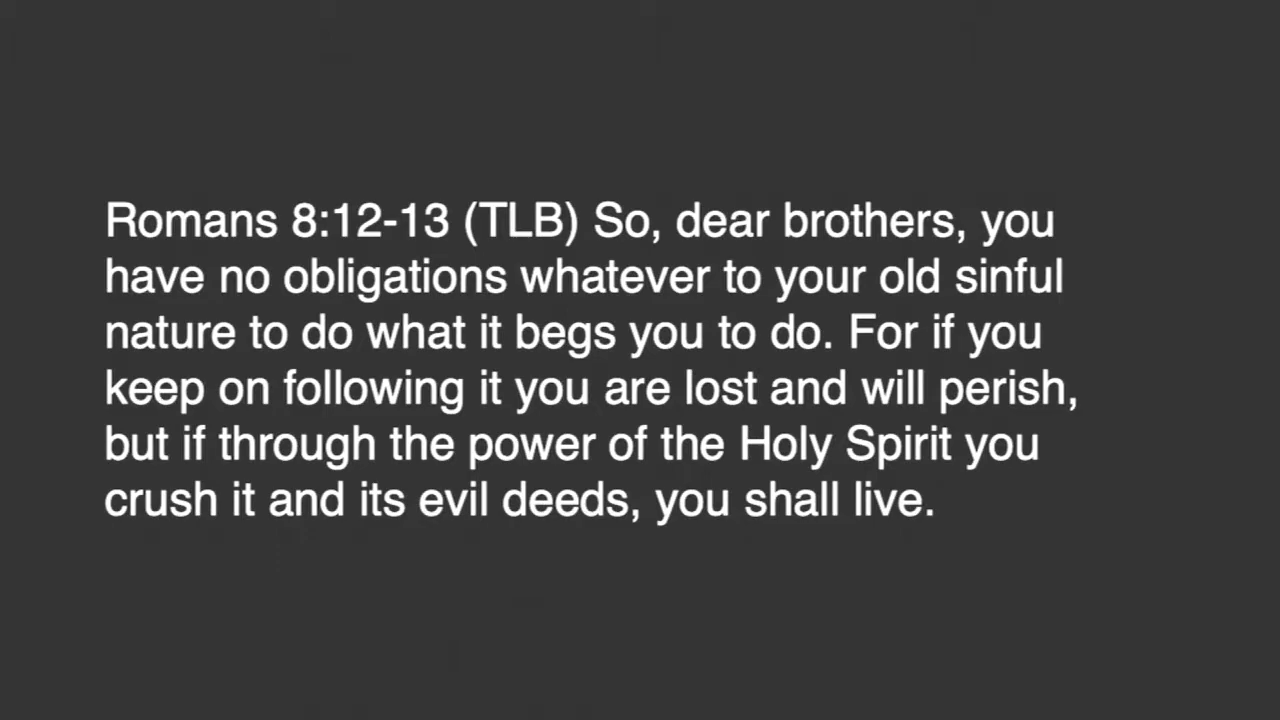 Romans 8:12-13 (TLB) So, dear brothers, you
have no obligations whatever to your old sinful
nature to do what it begs you to do. For if you
keep on following it you are lost and will perish,
but if through the power of the Holy Spirit you
crush it and its evil deeds, you shall live.